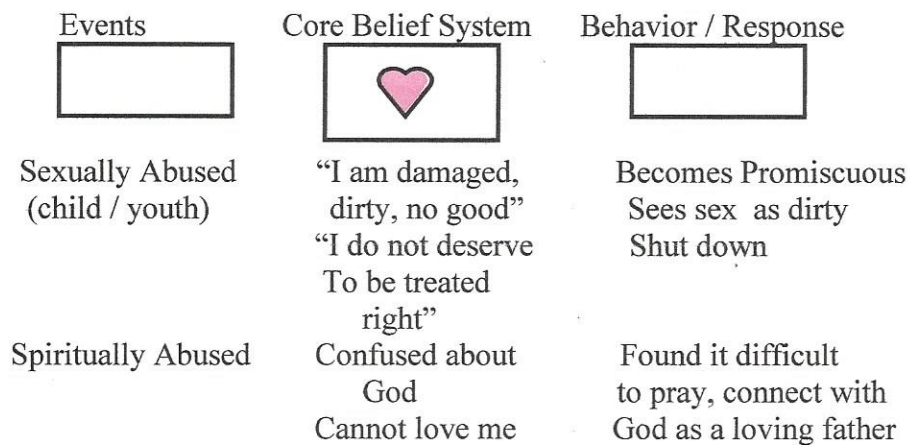 Events Core Belief System Behavior / Response
Sexually Abused “I am damaged, Becomes Promiscuous
(child / youth) dirty, no good” Sees sex as dirty
“I do not deserve Shut down
To be treated
right”
Spiritually Abused Confused about Found it difficult
God to pray, connect with
Cannot love me God as a loving father